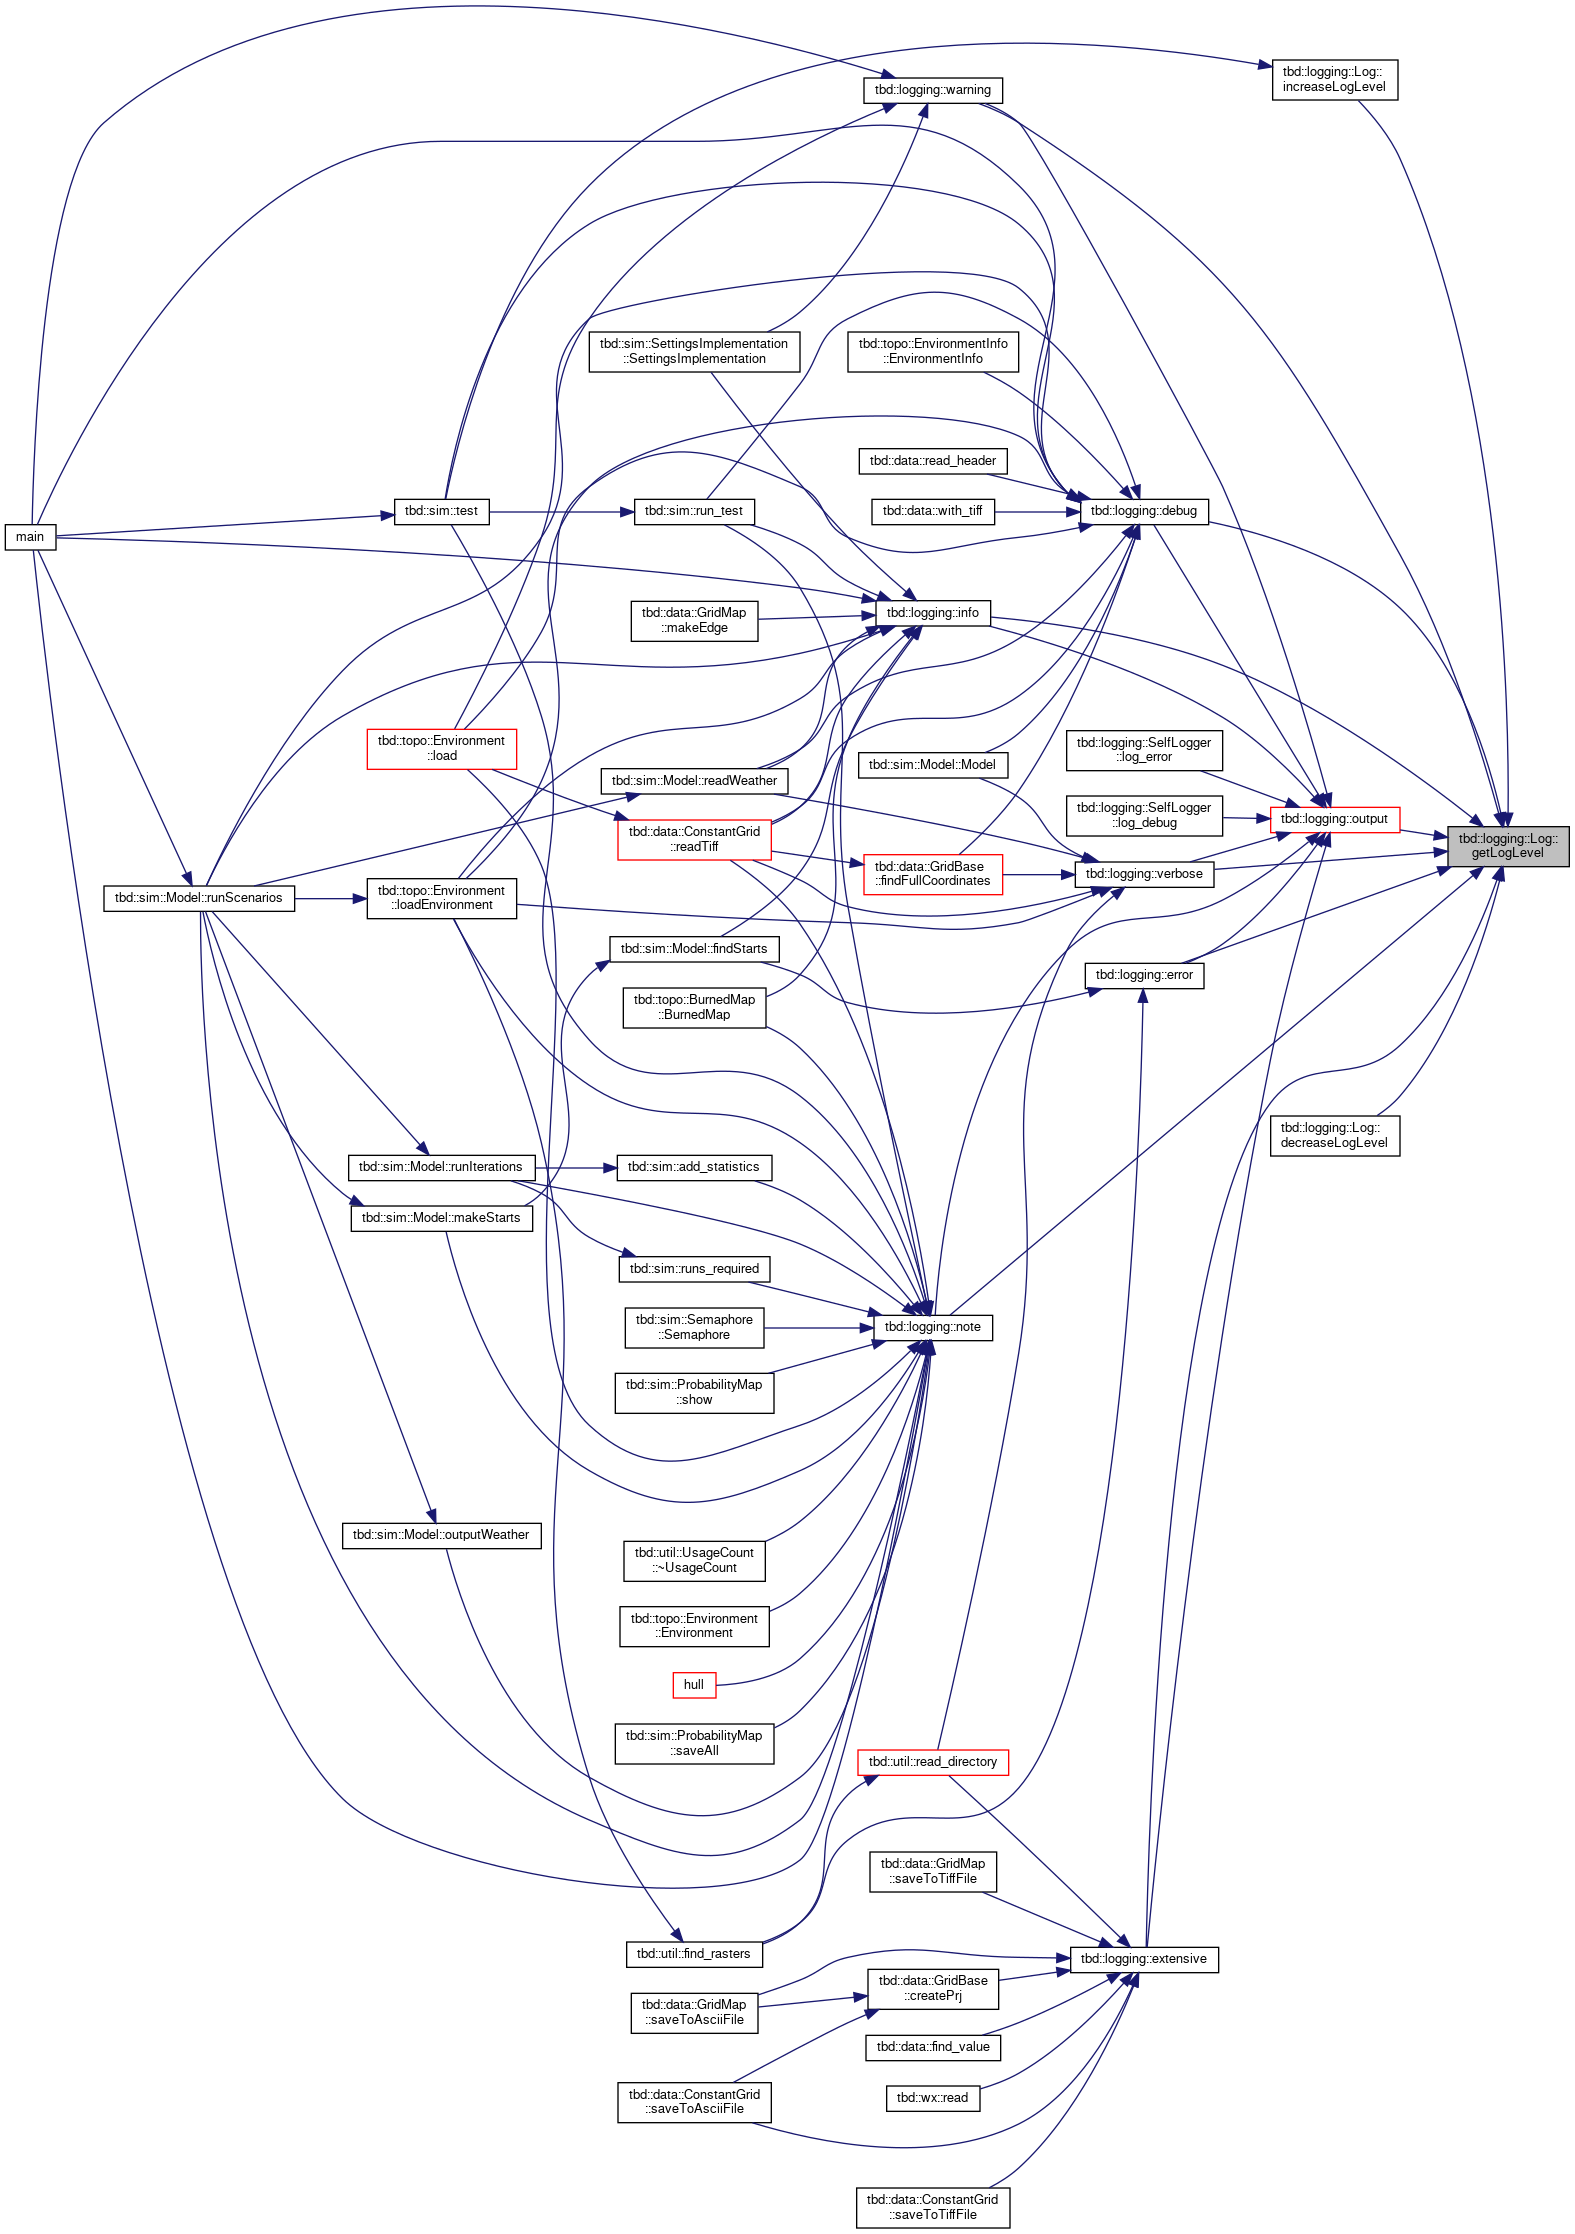 tbd::logging::Log::
increaseLogLevel
tbd::logging::warning
tbd::sim::SettingsImplementation
::SettingsImplementation
tbd::topo::EnvironmentInfo
::EnvironmentInfo
tbd::data::read_header
tbd::data::with_tiff
tbd::logging::debug
tbd::sim::test
tbd::sim::run_test
main
tbd::data::GridMap
::makeEdge
tbd::logging::info
tbd::topo::Environment
::load
tbd::sim::Model::readWeather
tbd::sim::Model::Model
tbd::logging::SelfLogger
::log_error
tbd::logging::SelfLogger
::log_debug
tbd::logging::output
tbd::logging::Log::
getLogLevel
tbd::data::ConstantGrid
::readTiff
tbd::data::GridBase
::findFullCoordinates
tbd::logging::verbose
tbd::sim::Model::runScenarios
tbd::topo::Environment
::loadEnvironment
tbd::sim::Model::findStarts
tbd::logging::error
tbd::topo::BurnedMap
::BurnedMap
tbd::logging::Log::
decreaseLogLevel
tbd::sim::Model::runIterations
tbd::sim::add_statistics
tbd::sim::Model::makeStarts
tbd::sim::runs_required
tbd::sim::Semaphore
::Semaphore
tbd::logging::note
tbd::sim::ProbabilityMap
::show
tbd::sim::Model::outputWeather
tbd::util::UsageCount
::~UsageCount
tbd::topo::Environment
::Environment
hull
tbd::sim::ProbabilityMap
::saveAll
tbd::util::read_directory
tbd::data::GridMap
::saveToTiffFile
tbd::util::find_rasters
tbd::logging::extensive
tbd::data::GridBase
::createPrj
tbd::data::GridMap
::saveToAsciiFile
tbd::data::find_value
tbd::wx::read
tbd::data::ConstantGrid
::saveToAsciiFile
tbd::data::ConstantGrid
::saveToTiffFile